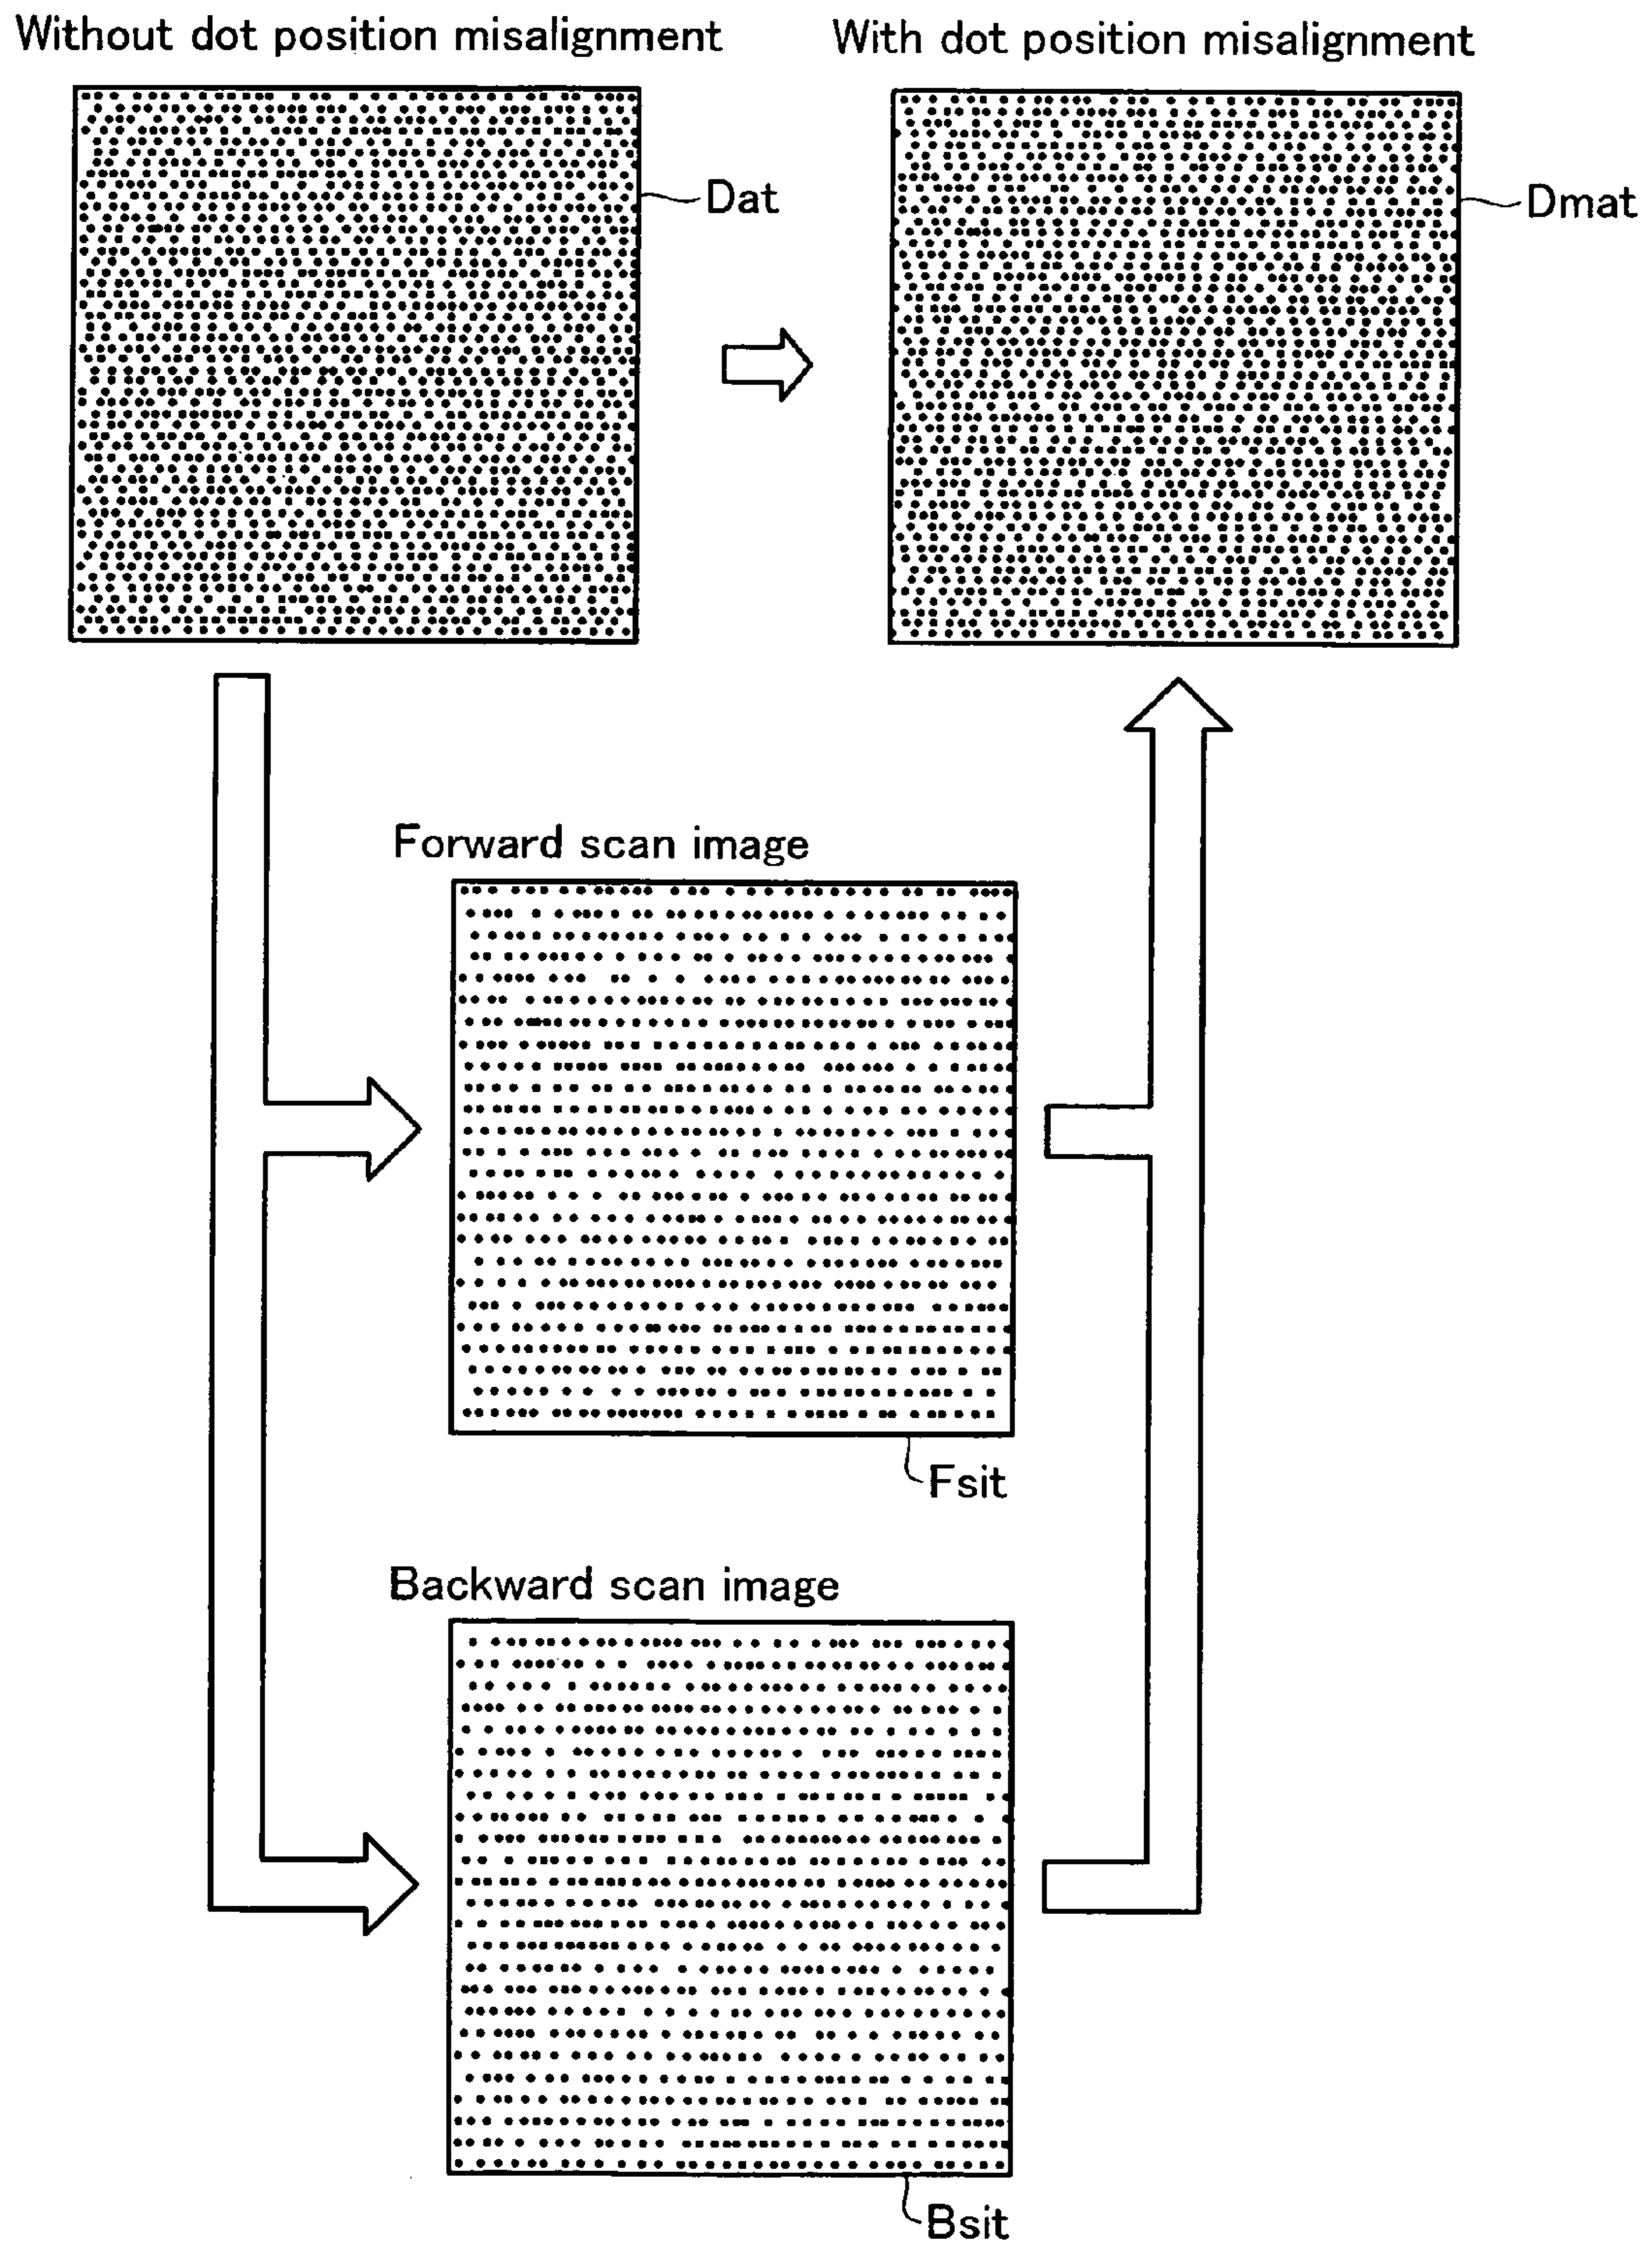 Without dot position misalignment
With dot position misalignment
Dat
Dmat
Forward scan image
Fsit
Backward scan image
Bsit